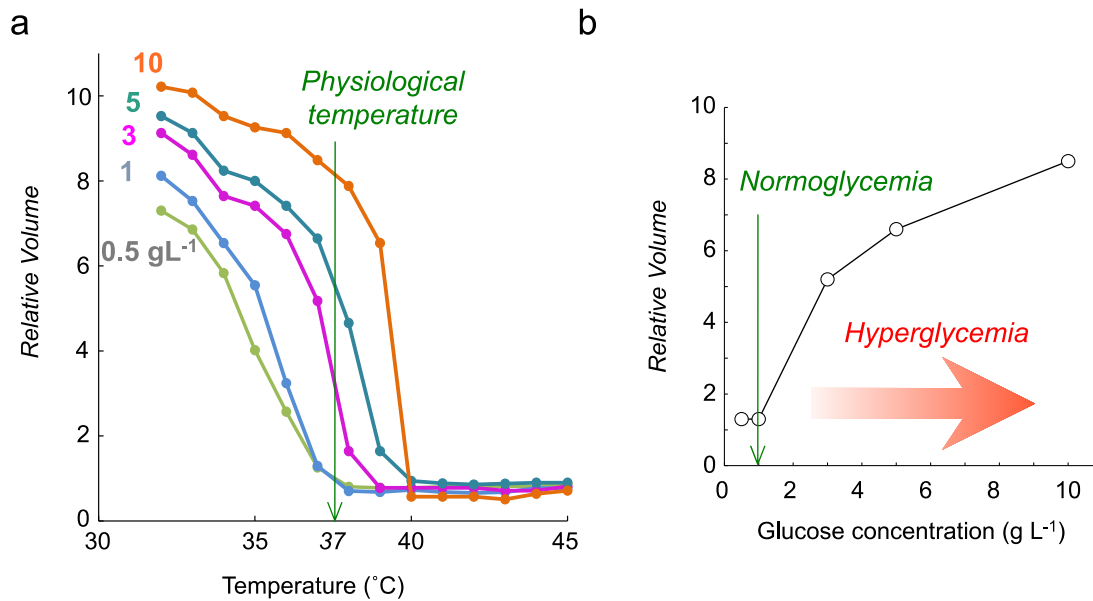 a
10
5
3
1
0.5 gL⁻¹
Physiological
temperature
Relative Volume
10
8
6
4
2
0
30
35
37
40
45
Temperature (˚C)
b
Normoglycemia
Hyperglycemia
Relative Volume
10
8
6
4
2
0
0
2
4
6
8
10
Glucose concentration (g L⁻¹)